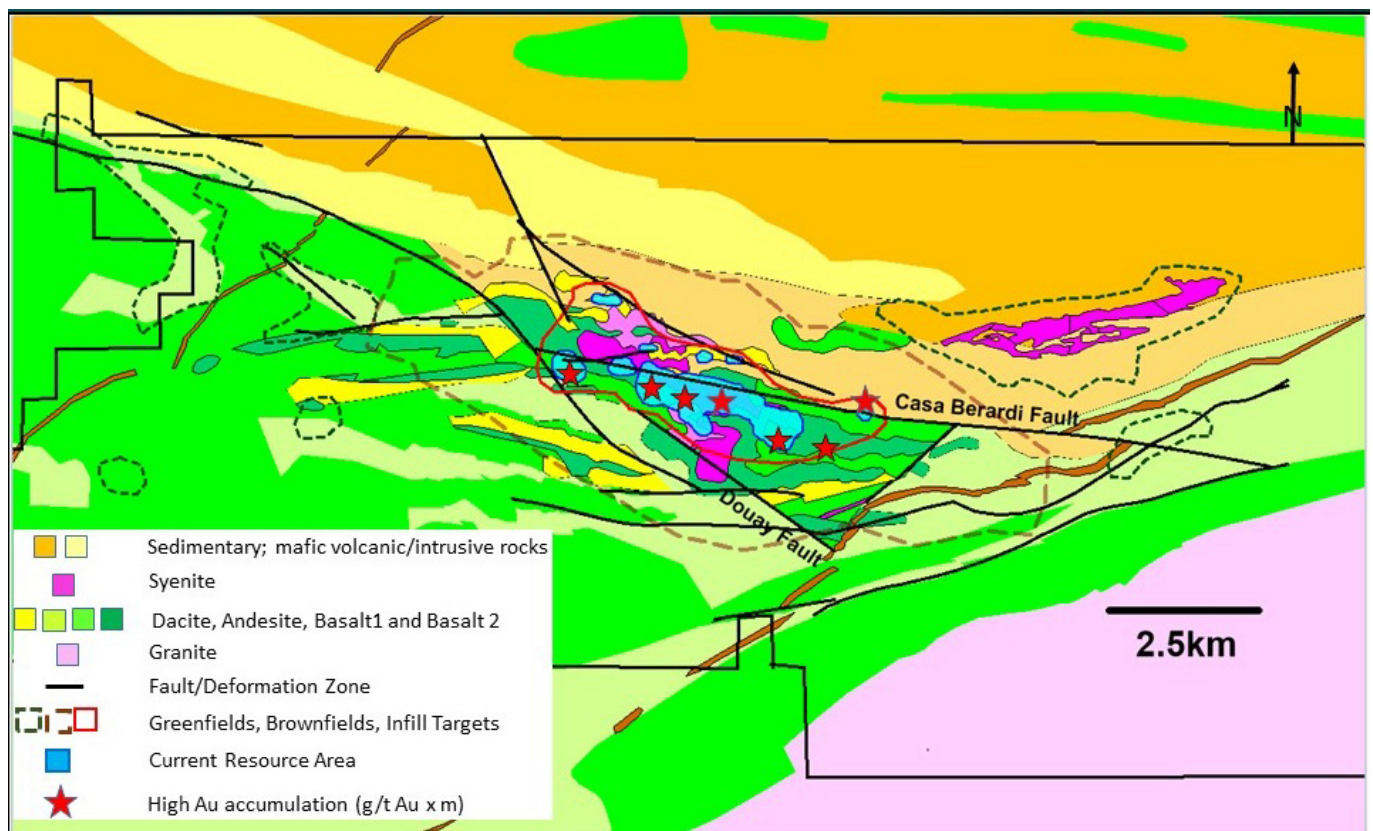 N
Casa Berardi Fault
Douay Fault
Sedimentary; mafic volcanic/intrusive rocks
Syenite
Dacite, Andesite, Basalt1 and Basalt 2
Granite
Fault/Deformation Zone
Greenfields, Brownfields, Infill Targets
Current Resource Area
High Au accumulation (g/t Au x m)
2.5km